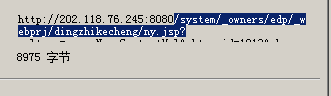 http://202.118.76.245:8080/system/_owners/edp/_w
ebprj/dingzhikecheng/ny.jsp?
8975 字节